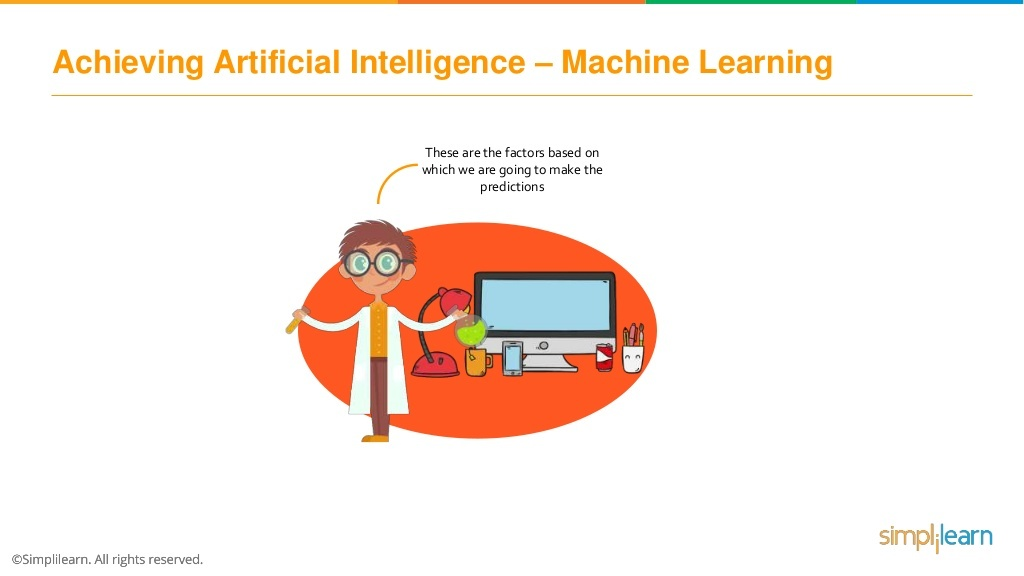 Achieving Artificial Intelligence – Machine Learning
These are the factors based on
which we are going to make the
predictions
simplilearn
©Simplilearn. All rights reserved.